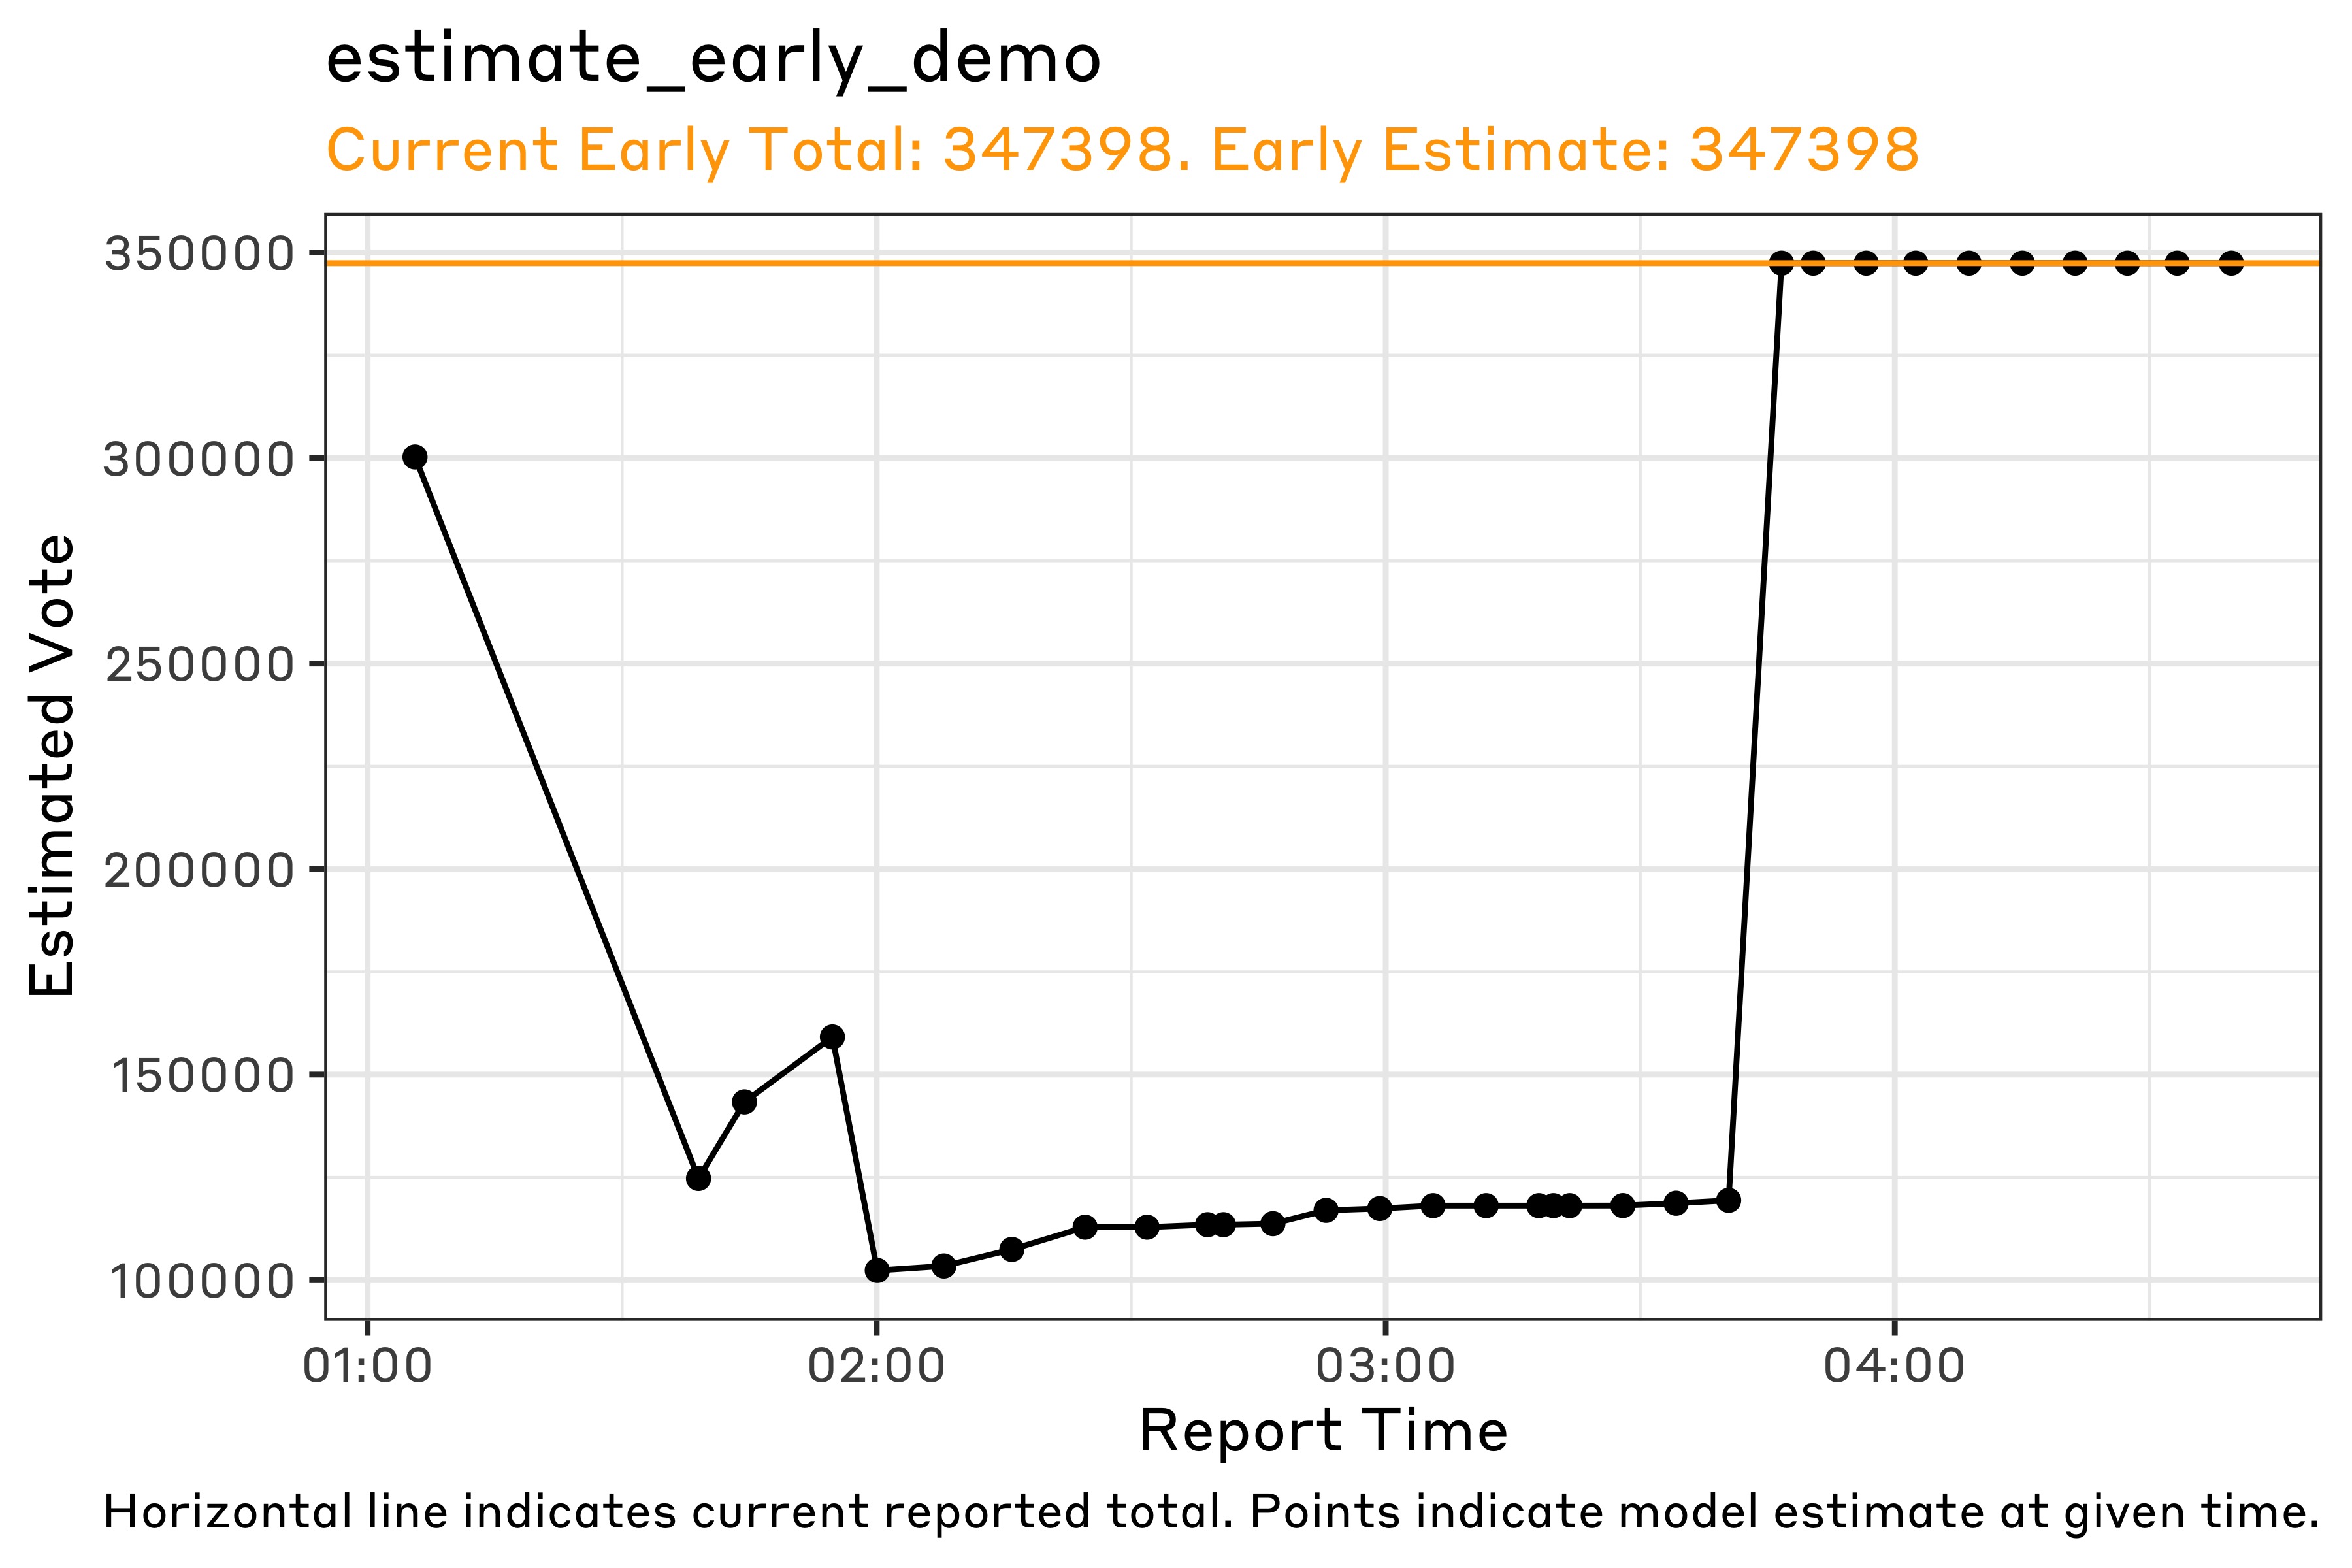 estimate_early_demo
Current Early Total: 347398. Early Estimate: 347398
350000
300000
250000
200000
150000
100000
Estimated Vote
01:00 02:00 03:00 04:00
Report Time
Horizontal line indicates current reported total. Points indicate model estimate at given time.